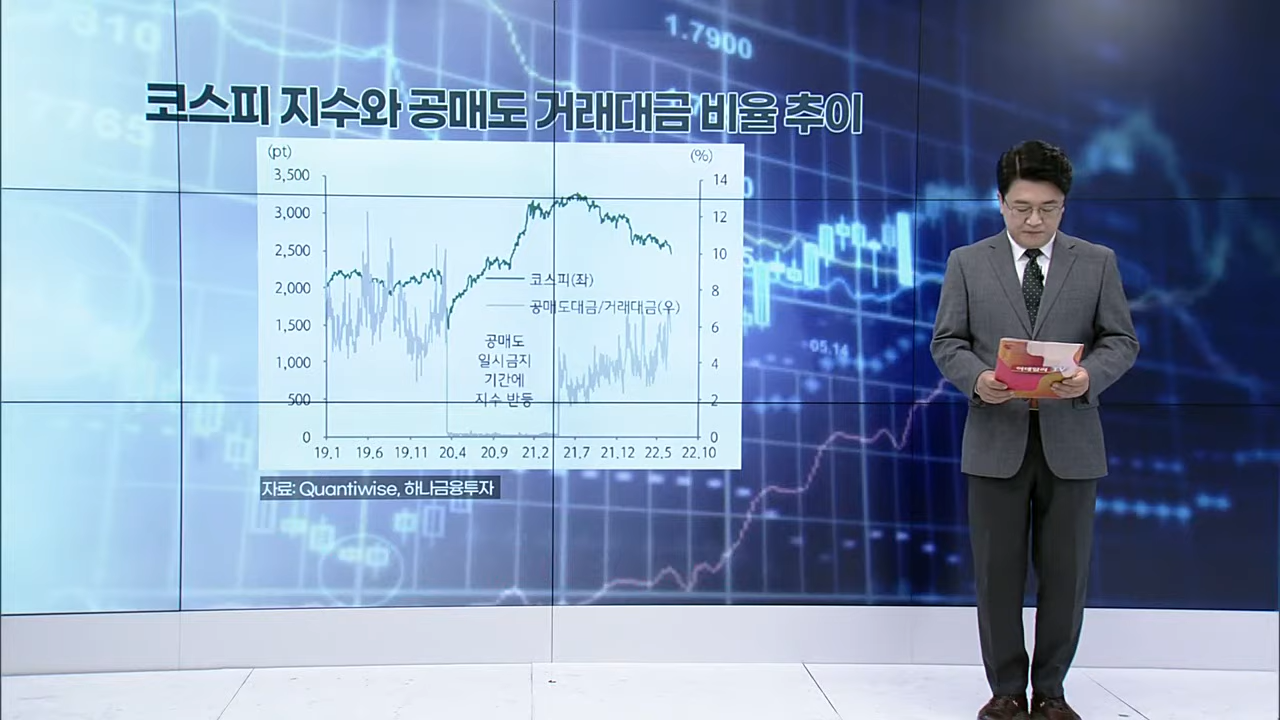 310
1.7900
코스피 지수와 공매도 거래대금 비율 추이
(pt)
(%)
3,500
3,000
2,500
2,000
1,500
1,000
500
0
14
12
10
8
6
4
2
0
코스피(좌)
공매도대금/거래대금(우)
공매도
일시금지
기간에
지수 반등
19.1 19.6 19.11 20.4 20.9 21.2 21.7 21.12 22.5 22.10
자료: Quantiwise, 하나금융투자
05.14